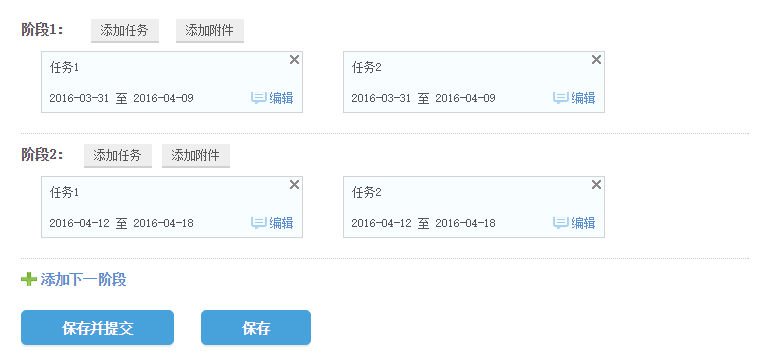 阶段1： 添加任务 添加附件
任务1 任务2
2016-03-31 至 2016-04-09 编辑 2016-03-31 至 2016-04-09 编辑
阶段2： 添加任务 添加附件
任务1 任务2
2016-04-12 至 2016-04-18 编辑 2016-04-12 至 2016-04-18 编辑
添加下一阶段
保存并提交 保存